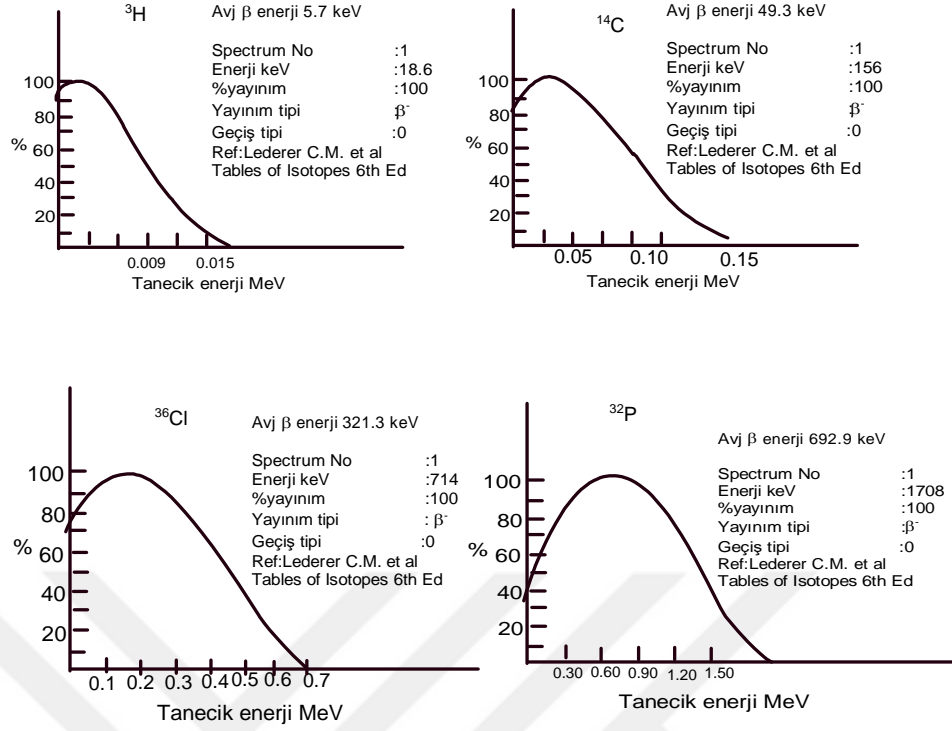 ³H
Avj β enerji 5.7 keV
Spectrum No :1
Enerji keV :18.6
%yayınım :100
Yayınım tipi β⁻
Geçiş tipi :0
Ref:Lederer C.M. et al
Tables of Isotopes 6th Ed
100
80
% 60
40
20
0.009 0.015
Tanecik enerji MeV
¹⁴C
Avj β enerji 49.3 keV
Spectrum No :1
Enerji keV :156
%yayınım :100
Yayınım tipi β⁻
Geçiş tipi :0
Ref:Lederer C.M. et al
Tables of Isotopes 6th Ed
100
80
% 60
40
20
0.05 0.10 0.15
Tanecik enerji MeV
³⁶Cl
Avj β enerji 321.3 keV
Spectrum No :1
Enerji keV :714
%yayınım :100
Yayınım tipi : β⁻
Geçiş tipi :0
Ref:Lederer C.M. et al
Tables of Isotopes 6th Ed
100
80
% 60
40
20
0.1 0.2 0.3 0.4 0.5 0.6 0.7
Tanecik enerji MeV
³²P
Avj β enerji 692.9 keV
Spectrum No :1
Enerji keV :1708
%yayınım :100
Yayınım tipi :β⁻
Geçiş tipi :0
Ref:Lederer C.M. et al
Tables of Isotopes 6th Ed
100
80
% 60
40
20
0.30 0.60 0.90 1.20 1.50
Tanecik enerji MeV